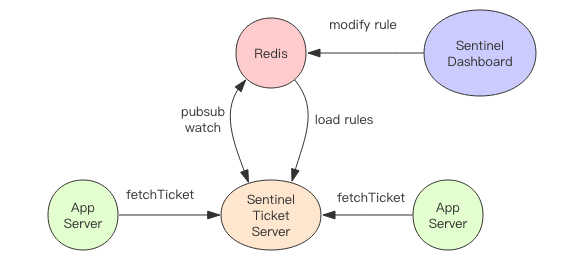 modify rule
Redis
Sentinel
Dashboard
pubsub
watch
load rules
fetchTicket
fetchTicket
App
Server
Sentinel
Ticket
Server
App
Server